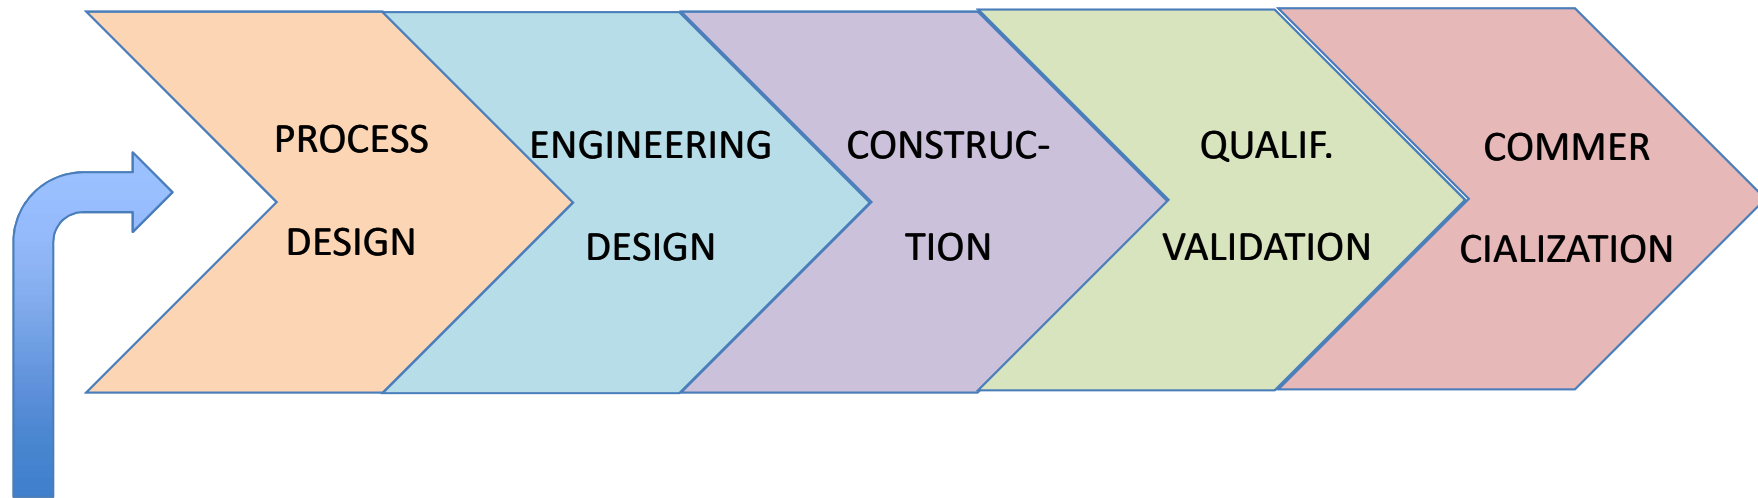 PROCESS
DESIGN
ENGINEERING
DESIGN
CONSTRUC-
TION
QUALIF.
VALIDATION
COMMER
CIALIZATION